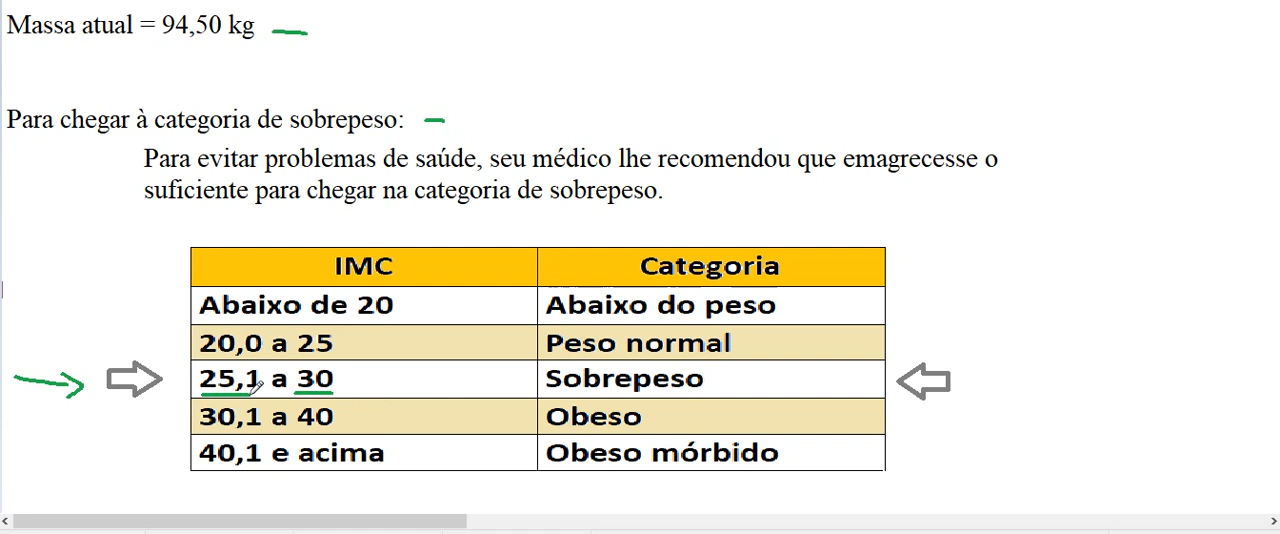 Massa atual = 94,50 kg
Para chegar à categoria de sobrepeso:
Para evitar problemas de saúde, seu médico lhe recomendou que emagrecesse o
suficiente para chegar na categoria de sobrepeso.
IMC Categoria
Abaixo de 20 Abaixo do peso
20,0 a 25 Peso normal
25,1 a 30 Sobrepeso
30,1 a 40 Obeso
40,1 e acima Obeso mórbido